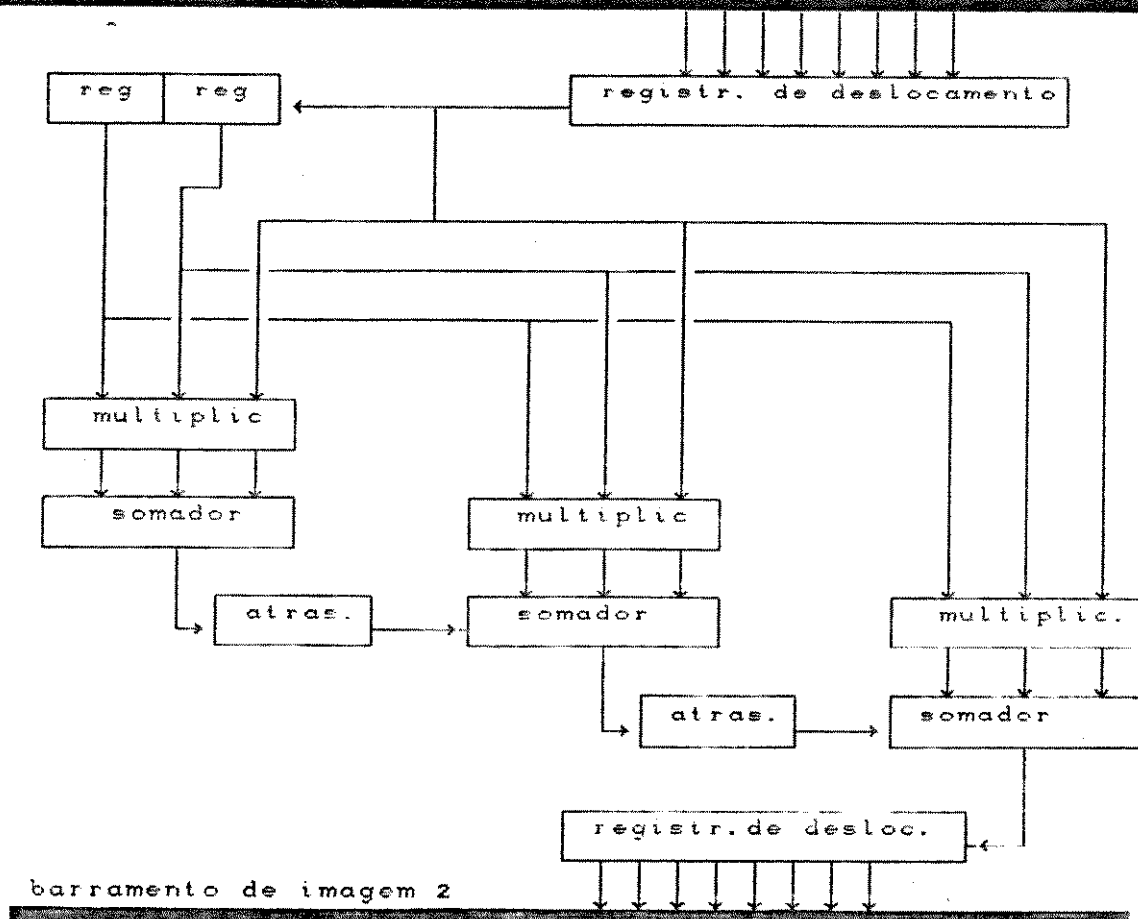 reg reg
registr. de deslocamento
multiplic
somador
multiplic
atras.
somador
multiplic.
atras.
somador
registr.de desloc.
barramento de imagem 2